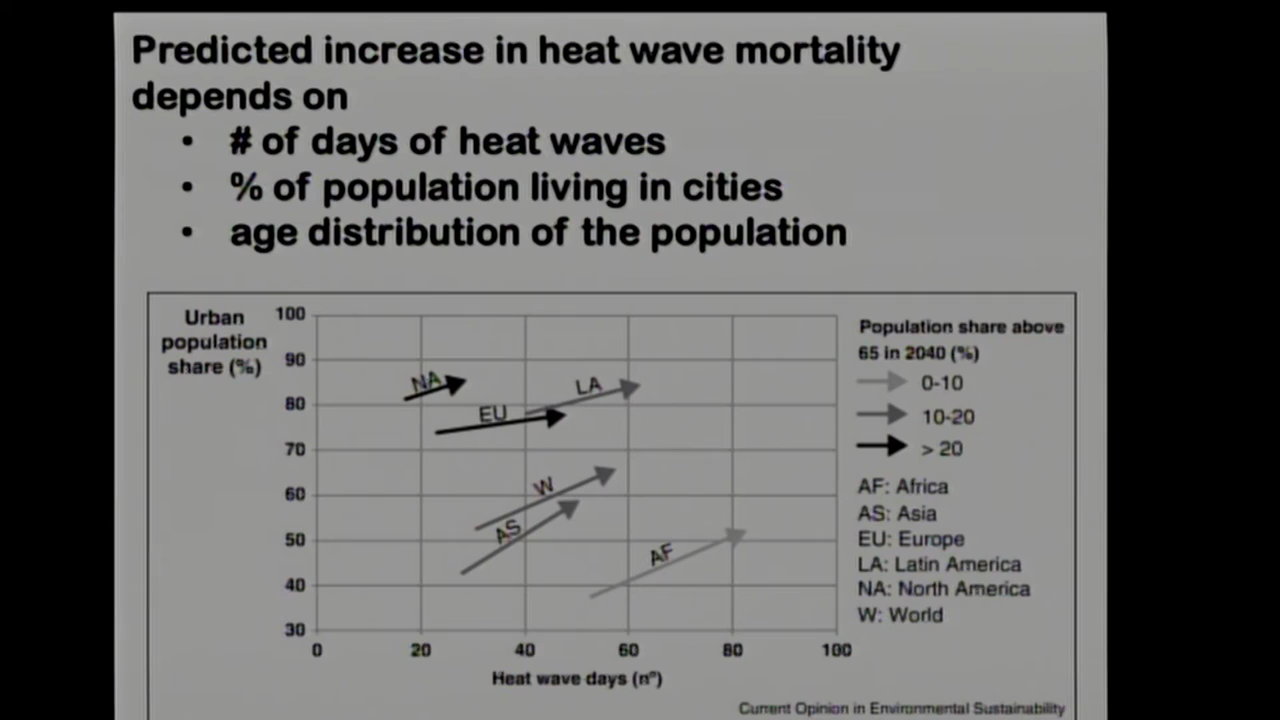 Predicted increase in heat wave mortality
depends on
• # of days of heat waves
• % of population living in cities
• age distribution of the population
Urban
population
share (%)
100
90
80
70
60
50
40
30
NA
LA
EU
W
AS
AF
0 20 40 60 80 100
Heat wave days (nº)
Population share above
65 in 2040 (%)
0-10
10-20
> 20
AF: Africa
AS: Asia
EU: Europe
LA: Latin America
NA: North America
W: World
Current Opinion in Environmental Sustainability